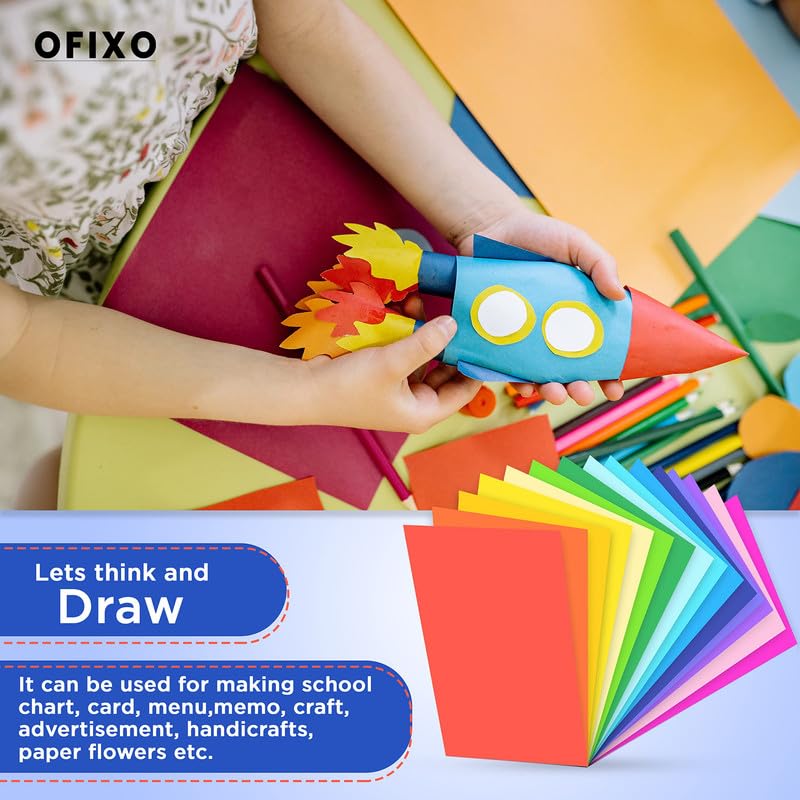 OFIXO
Lets think and
Draw
It can be used for making school
chart, card, menu,memo, craft,
advertisement, handicrafts,
paper flowers etc.